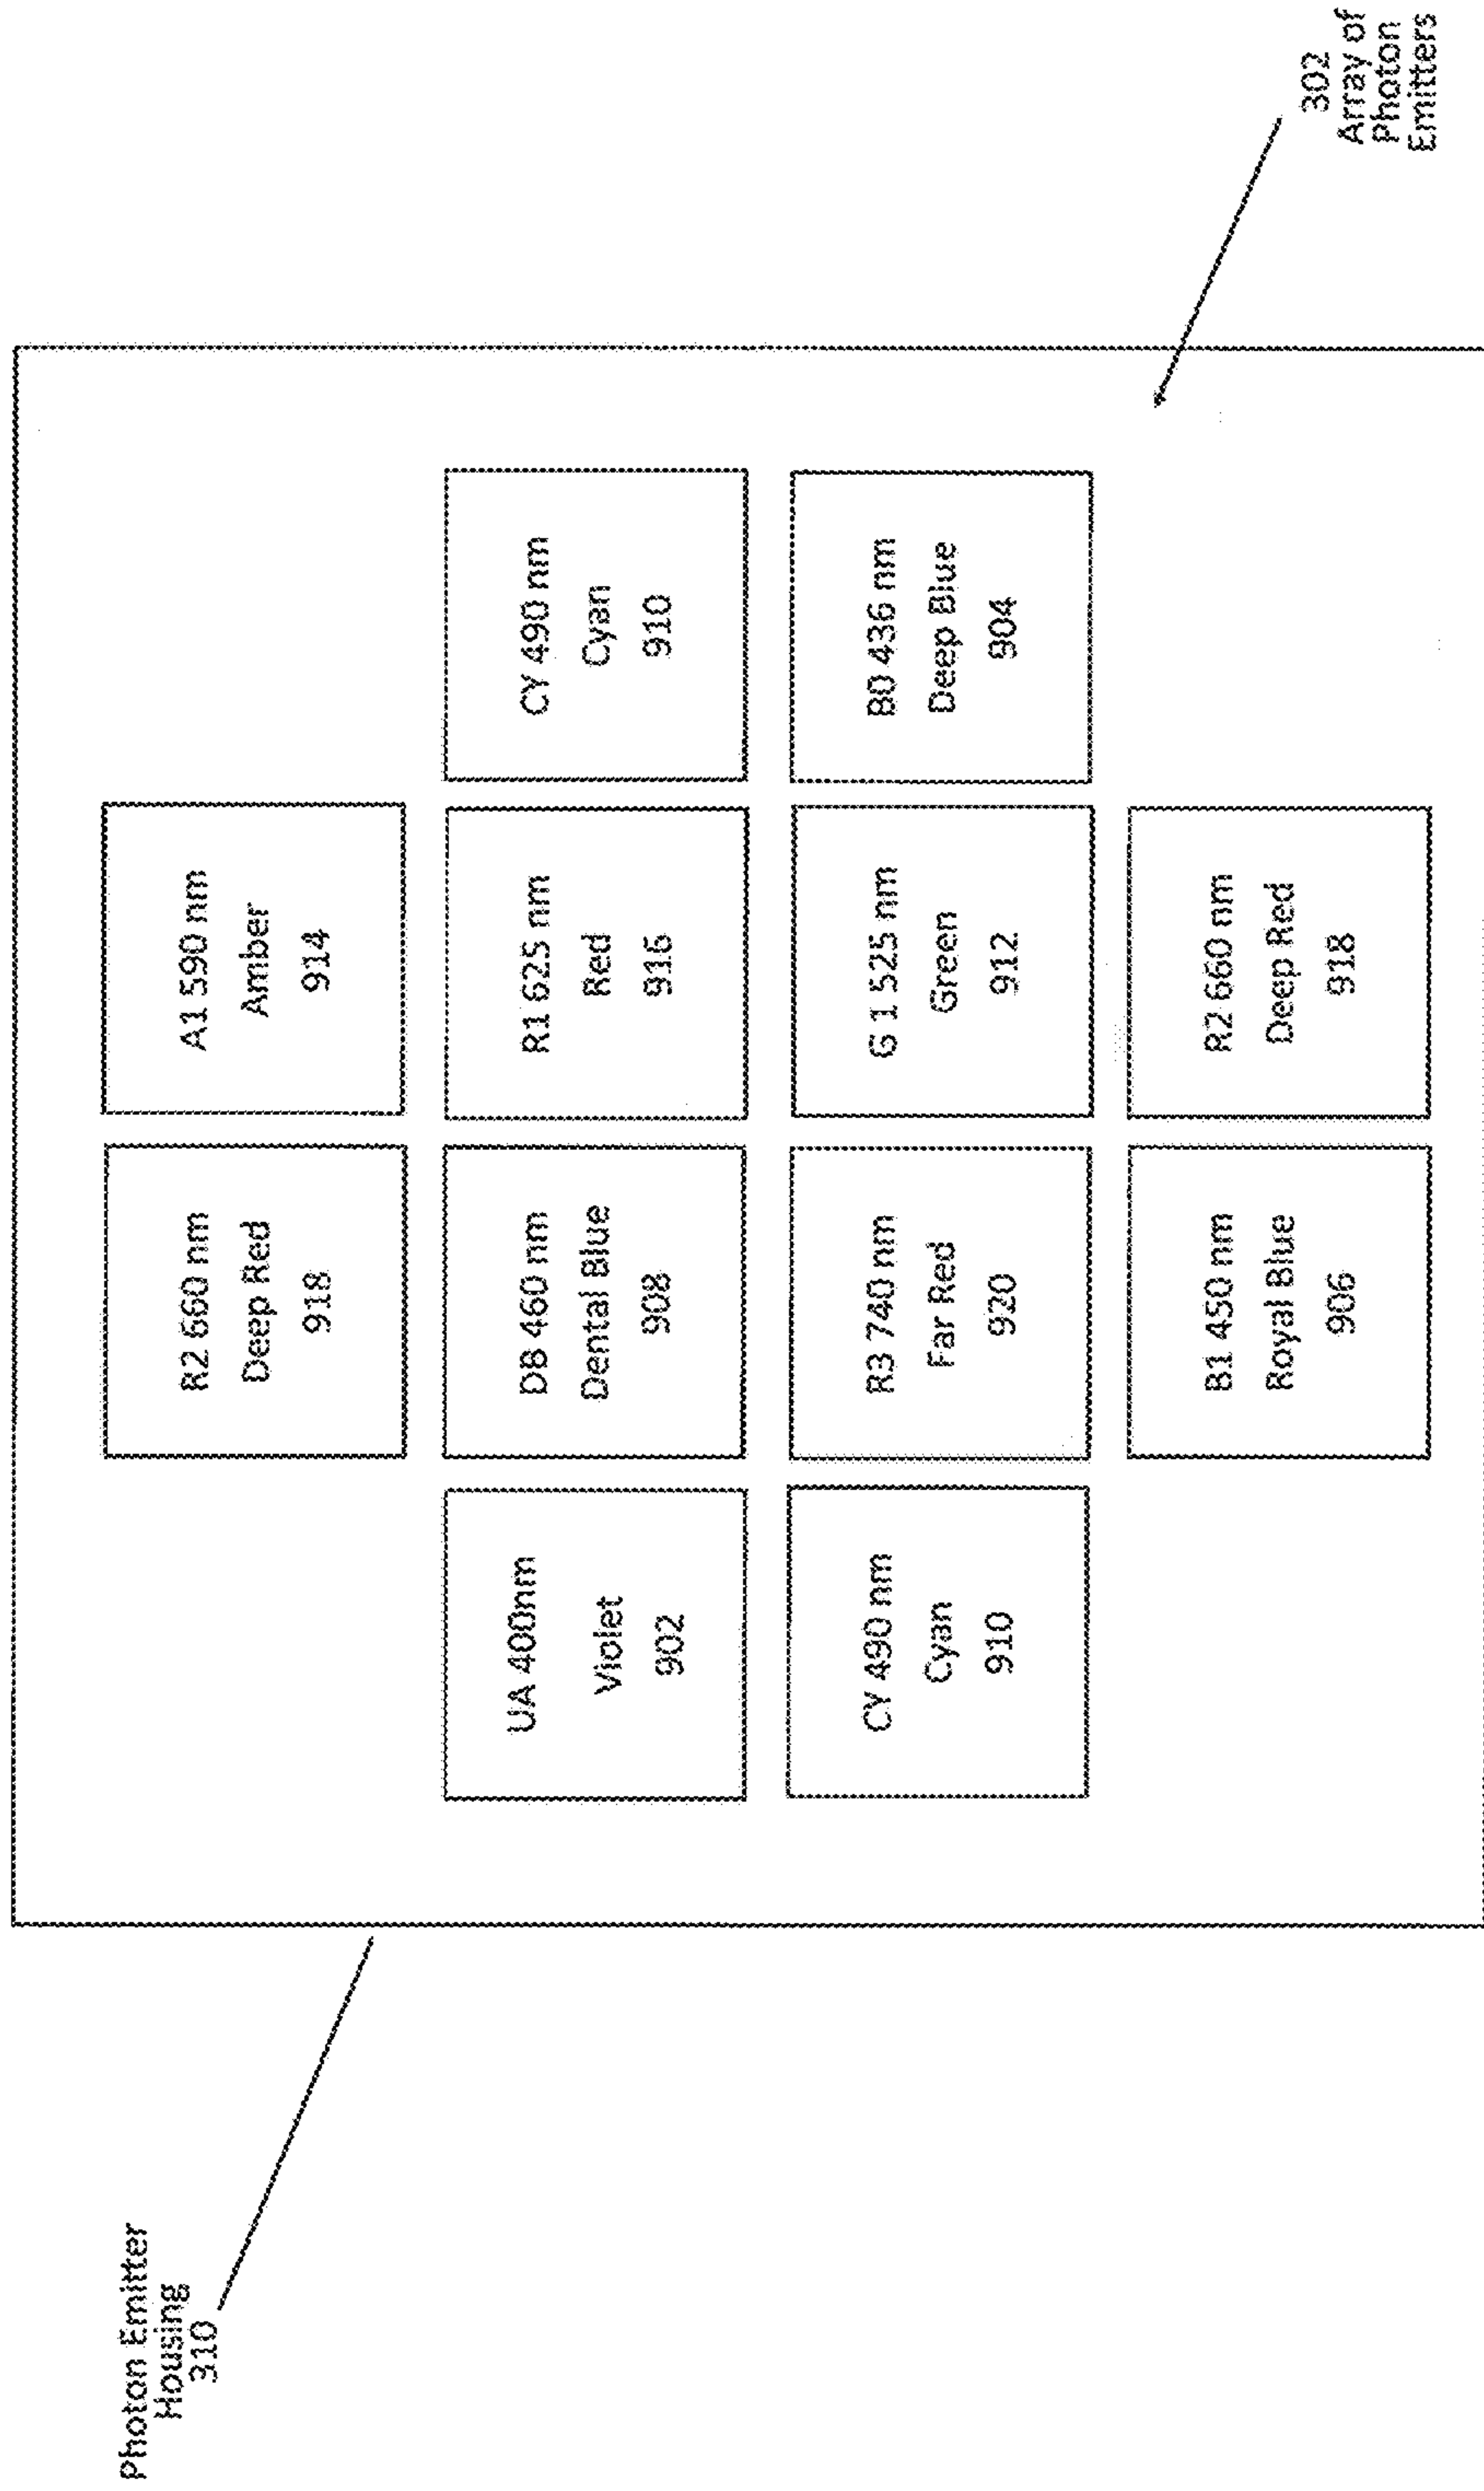 Photon Emitter
Housing
310
R2 660 nm
Deep Red
918
A1 590 nm
Amber
914
UA 400nm
Violet
902
DB 460 nm
Dental Blue
908
R1 625 nm
Red
916
CY 490 nm
Cyan
910
CY 490 nm
Cyan
910
R3 740 nm
Far Red
920
G 1 525 nm
Green
912
B0 436 nm
Deep Blue
904
B1 450 nm
Royal Blue
906
R2 660 nm
Deep Red
918
302
Array of
Photon
Emitters